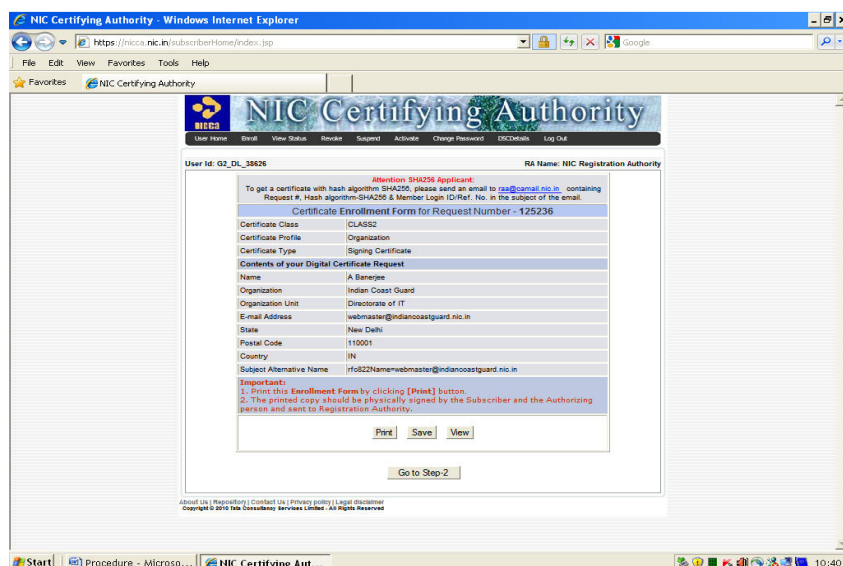 NIC Certifying Authority - Windows Internet Explorer
https://nicca.nic.in/subscriberHome/index.jsp
Google
File Edit View Favorites Tools Help
Favorites NIC Certifying Authority
NIC Certifying Authority
nicca
User Home Enroll View Status Revoke Suspend Activate Change Password DSCDetails Log Out
User Id: G2_DL_38626 RA Name: NIC Registration Authority
Attention SHA256 Applicant:
To get a certificate with hash algorithm SHA256, please send an email to raa@camail.nic.in containing
Request #, Hash algorithm-SHA256 & Member Login ID/Ref. No. in the subject of the email.
Certificate Enrollment Form for Request Number - 125236
Certificate Class CLASS2
Certificate Profile Organization
Certificate Type Signing Certificate
Contents of your Digital Certificate Request
Name A Banerjee
Organization Indian Coast Guard
Organization Unit Directorate of IT
E-mail Address webmaster@indiancoastguard.nic.in
State New Delhi
Postal Code 110001
Country IN
Subject Alternative Name rfc822Name=webmaster@indiancoastguard.nic.in
Important:
1. Print this Enrollment Form by clicking [Print] button.
2. The printed copy should be physically signed by the Subscriber and the Authorizing
person and sent to Registration Authority.
Print Save View
Go to Step-2
About Us | Repository | Contact Us | Privacy policy | Legal disclaimer
Copyright © 2010 Tata Consultansy Services Limited - All Rights Reserved
Start Procedure - Microso... NIC Certifying Aut... 10:40